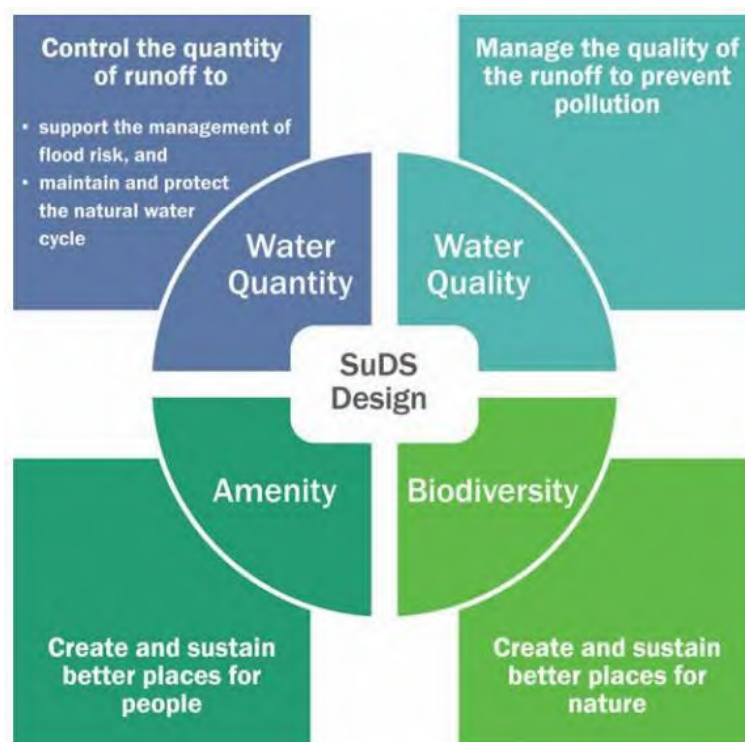 Control the quantity
of runoff to
• support the management of
flood risk, and
• maintain and protect
the natural water
cycle
Manage the quality of
the runoff to prevent
pollution
Water
Quantity
Water
Quality
SuDS
Design
Amenity
Biodiversity
Create and sustain
better places for
people
Create and sustain
better places for
nature